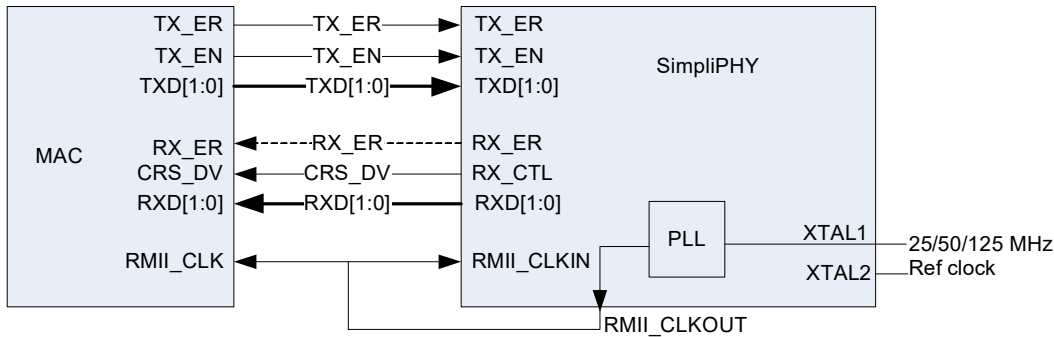 TX_ER TX_ER TX_ER
TX_EN TX_EN TX_EN
SimpliPHY
TXD[1:0] TXD[1:0] TXD[1:0]
MAC
RX_ER RX_ER RX_ER
CRS_DV CRS_DV RX_CTL
RXD[1:0] RXD[1:0] RXD[1:0]
PLL
XTAL1
25/50/125 MHz
Ref clock
RMII_CLK RMII_CLKIN
XTAL2
RMII_CLKOUT